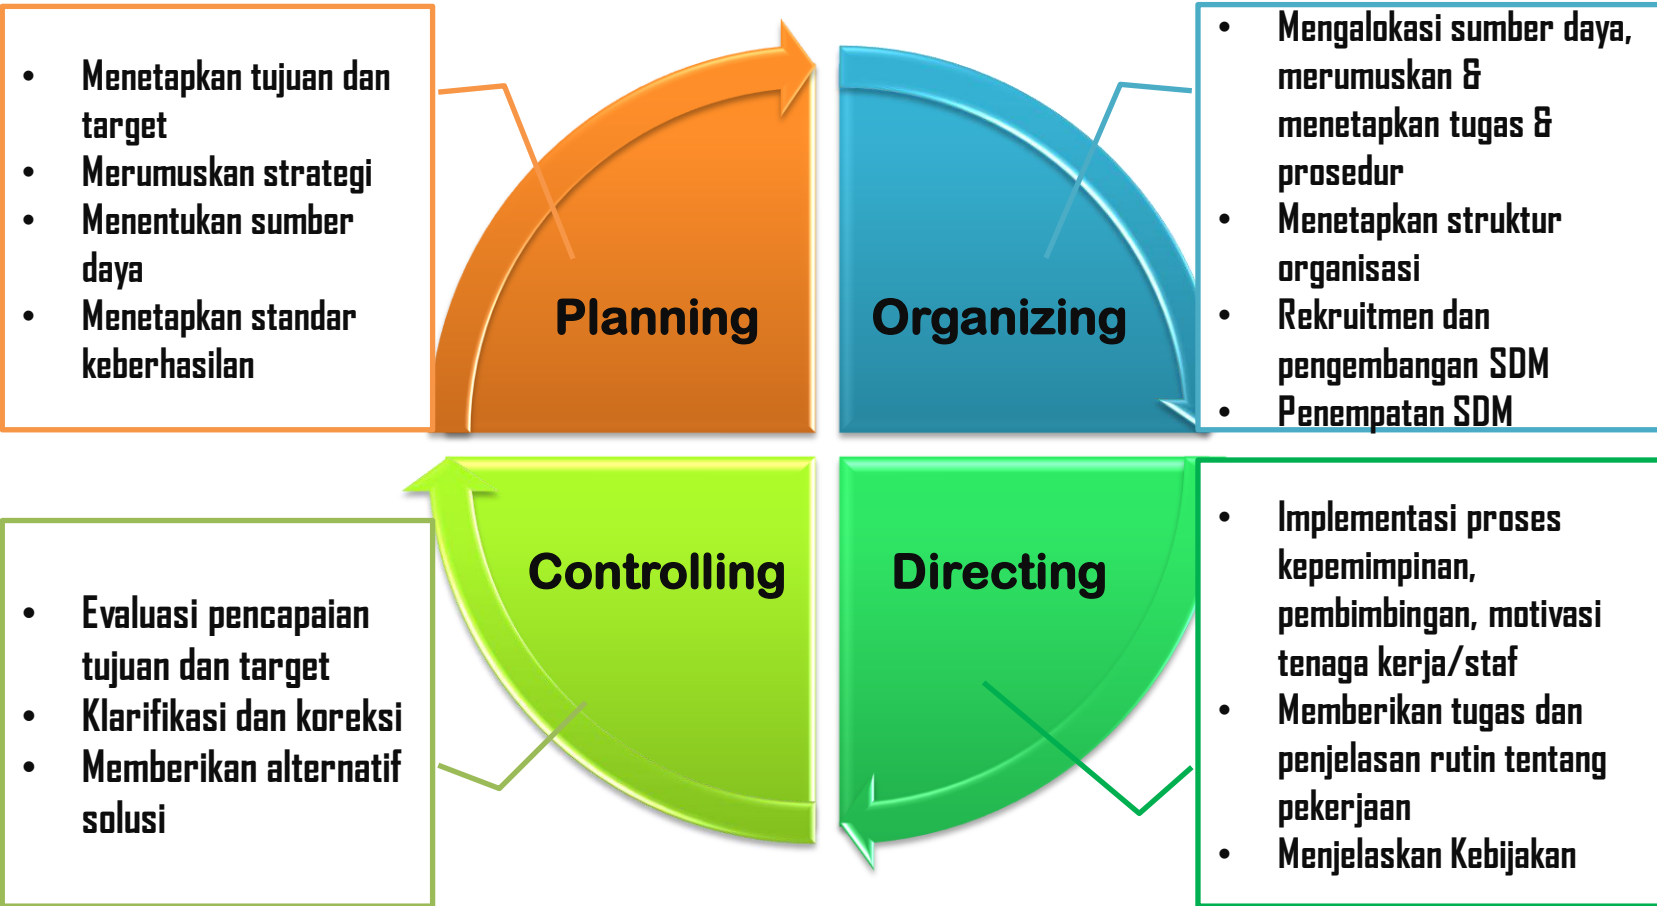 • Menetapkan tujuan dan
target
• Merumuskan strategi
• Menentukan sumber
daya
• Menetapkan standar
keberhasilan
Planning
Organizing
• Mengalokasi sumber daya,
merumuskan &
menetapkan tugas &
prosedur
• Menetapkan struktur
organisasi
• Rekruitmen dan
pengembangan SDM
• Penempatan SDM
• Evaluasi pencapaian
tujuan dan target
• Klarifikasi dan koreksi
• Memberikan alternatif
solusi
Controlling
Directing
• Implementasi proses
kepemimpinan,
pembimbingan, motivasi
tenaga kerja/staf
• Memberikan tugas dan
penjelasan rutin tentang
pekerjaan
• Menjelaskan Kebijakan